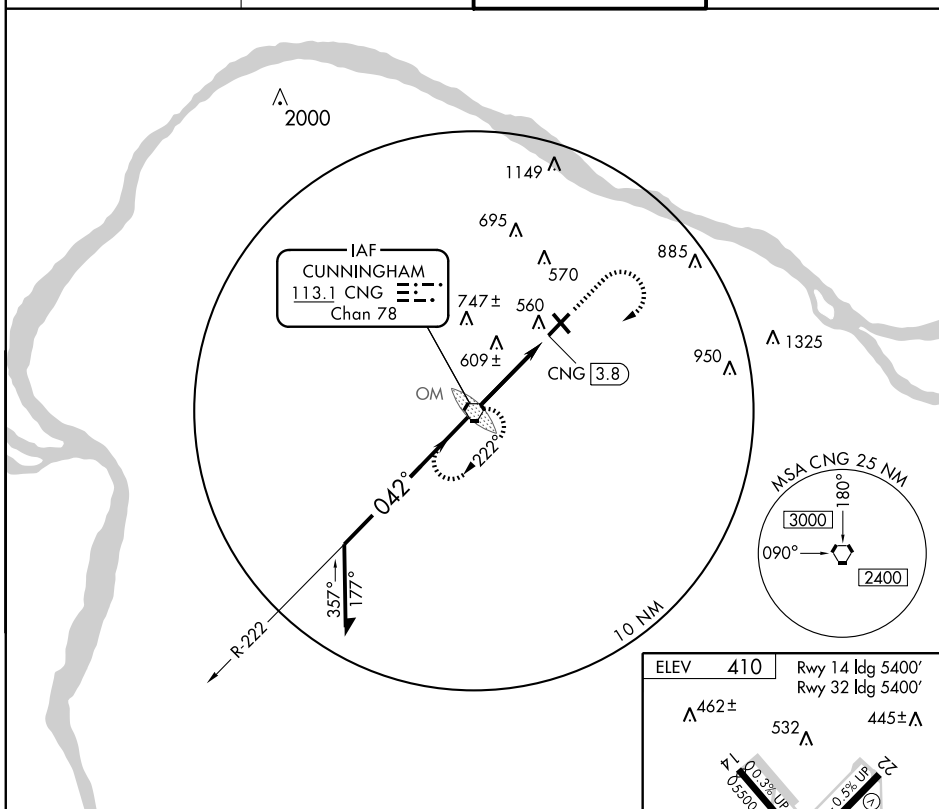 2000
1149
695
885
IAF
CUNNINGHAM
113.1 CNG
Chan 78
570
747±
560
1325
609±
950
CNG 3.8
OM
222°
042°
MSA CNG 25 NM
180°
3000
090°
2400
357°
177°
10 NM
R-222
ELEV 410
Rwy 14 ldg 5400'
Rwy 32 ldg 5400'
462±
532
445±
14
22
0.3% UP
0.5% UP
5500
V